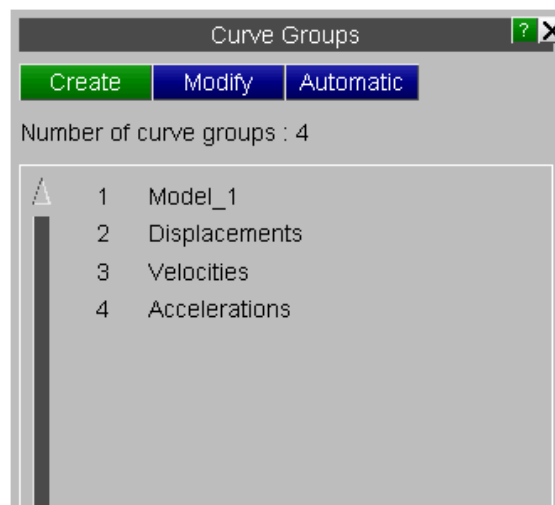 Curve Groups ? X
Create Modify Automatic
Number of curve groups : 4
1 Model_1
2 Displacements
3 Velocities
4 Accelerations